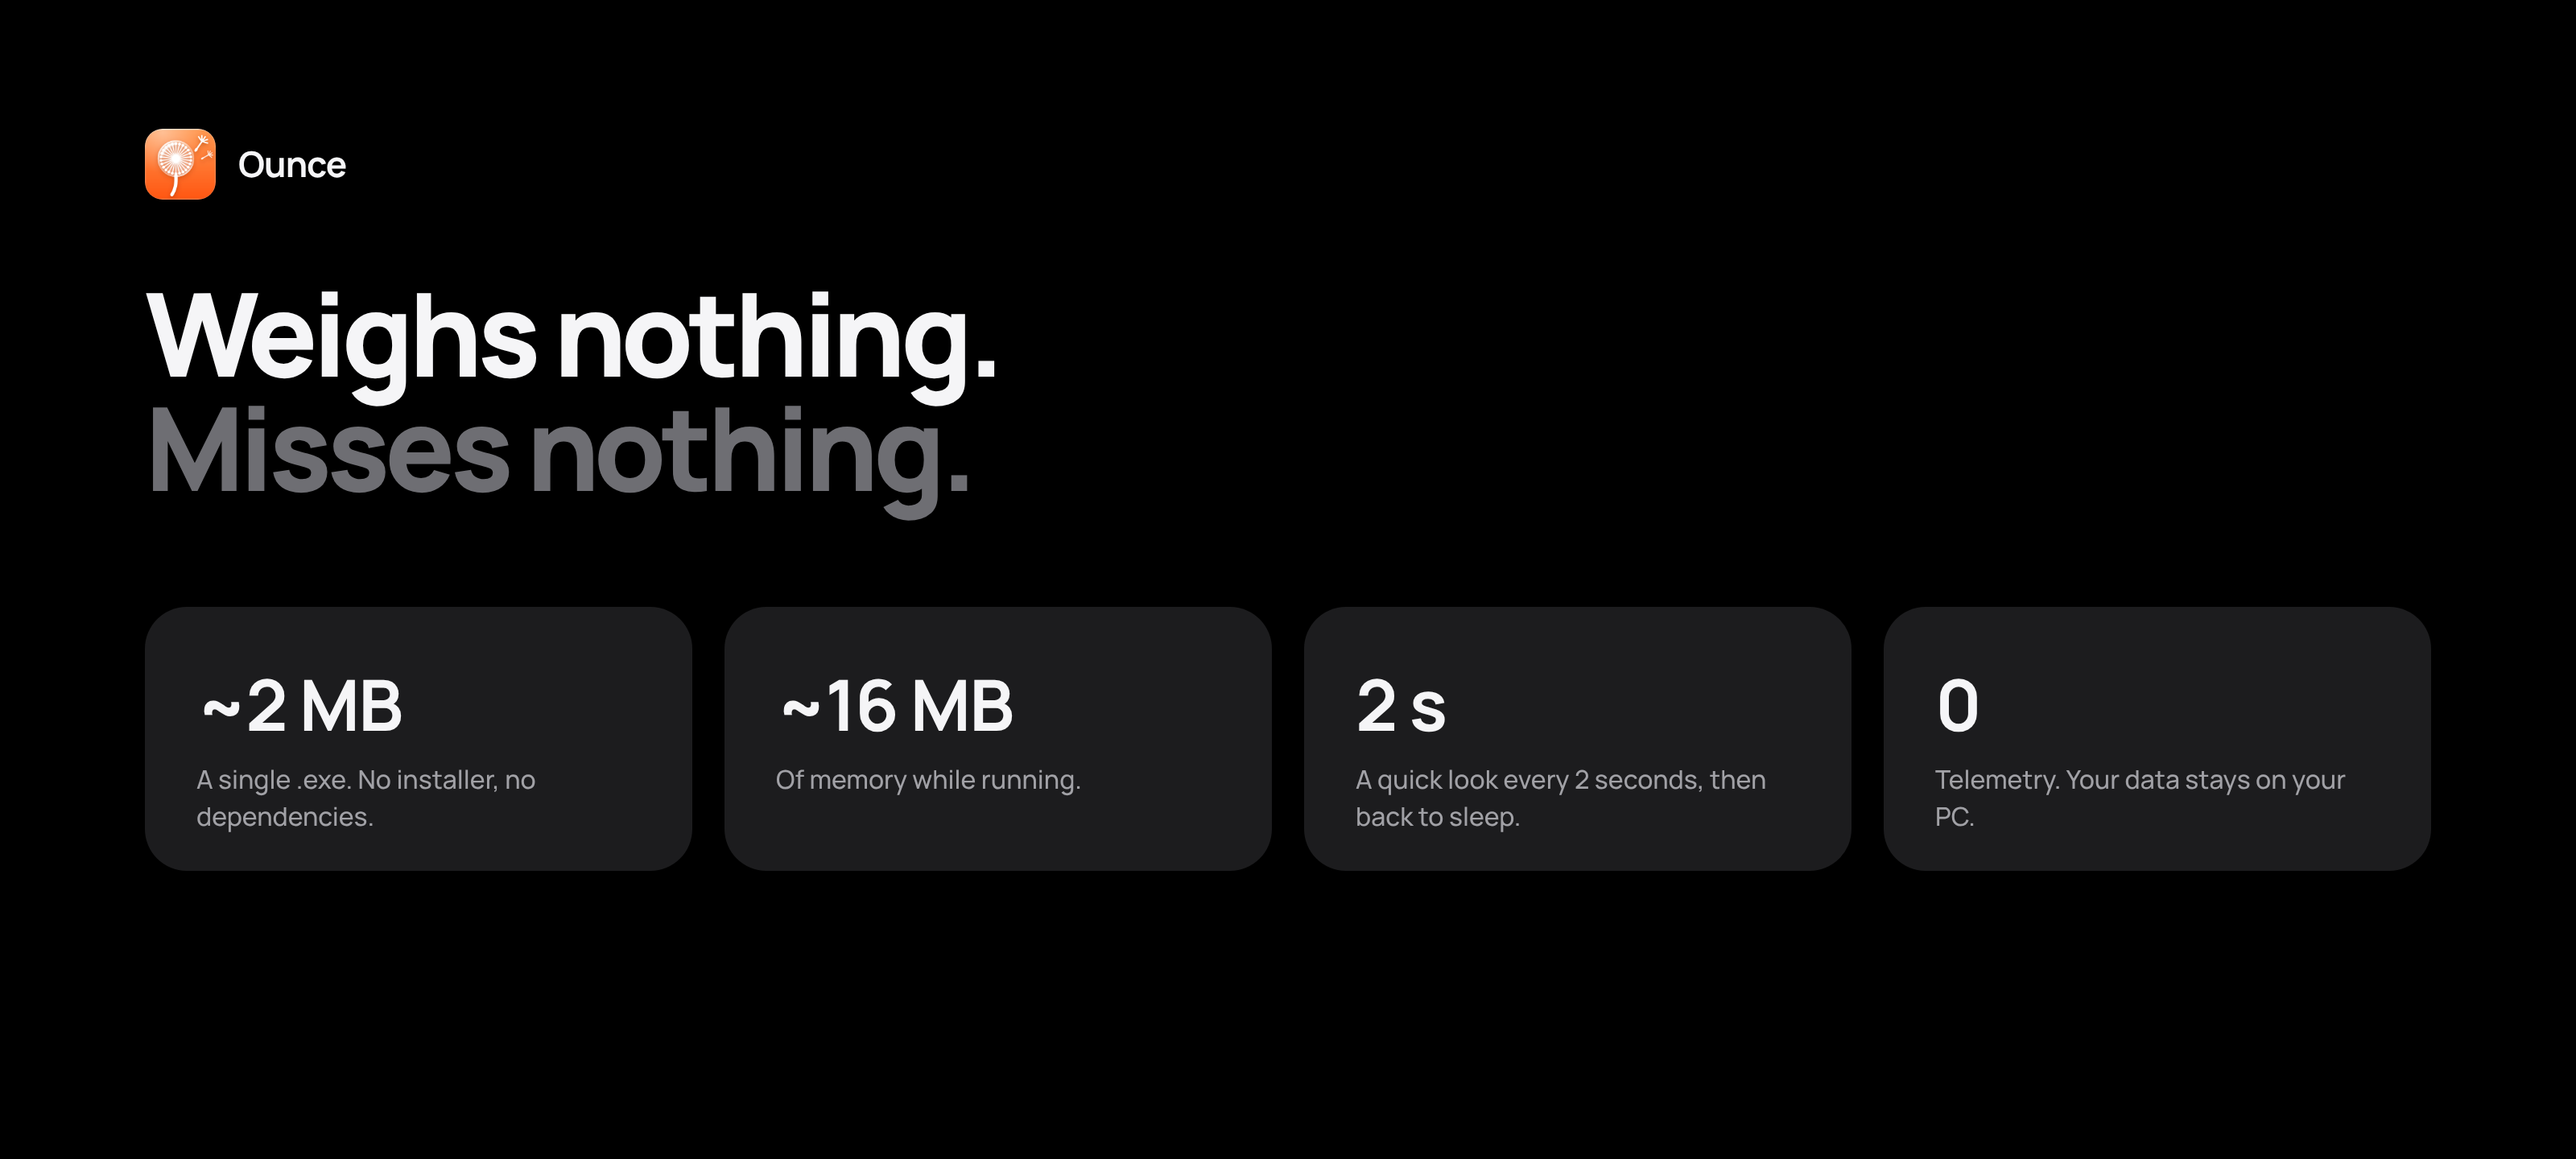 Ounce
Weighs nothing.
Misses nothing.
~2 MB
A single .exe. No installer, no
dependencies.
~16 MB
Of memory while running.
2 s
A quick look every 2 seconds, then
back to sleep.
0
Telemetry. Your data stays on your
PC.